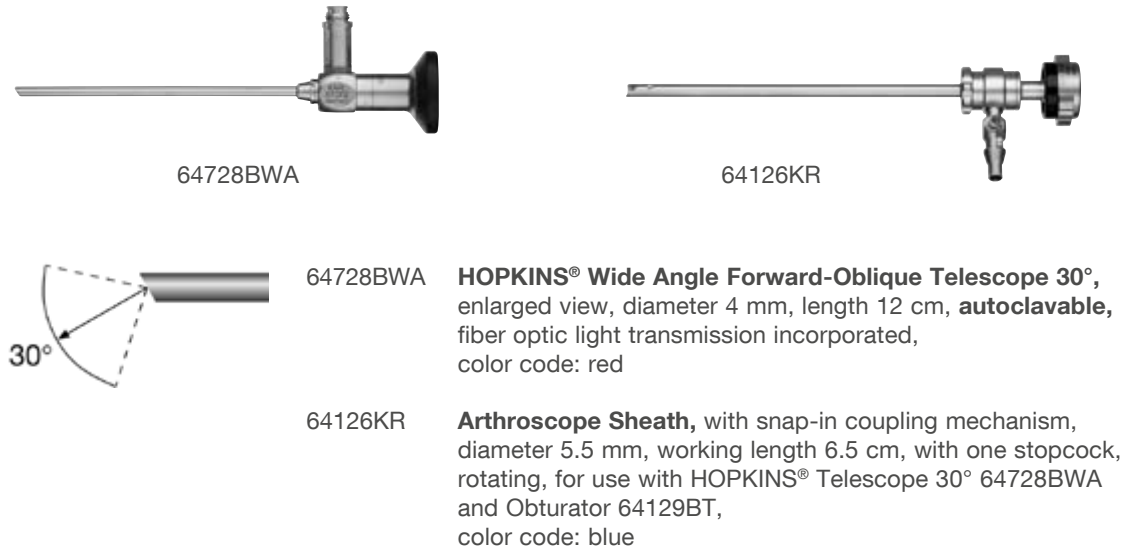 64728BWA
64126KR
30°
64728BWA HOPKINS® Wide Angle Forward-Oblique Telescope 30°,
enlarged view, diameter 4 mm, length 12 cm, autoclavable,
fiber optic light transmission incorporated,
color code: red
64126KR Arthroscope Sheath, with snap-in coupling mechanism,
diameter 5.5 mm, working length 6.5 cm, with one stopcock,
rotating, for use with HOPKINS® Telescope 30° 64728BWA
and Obturator 64129BT,
color code: blue